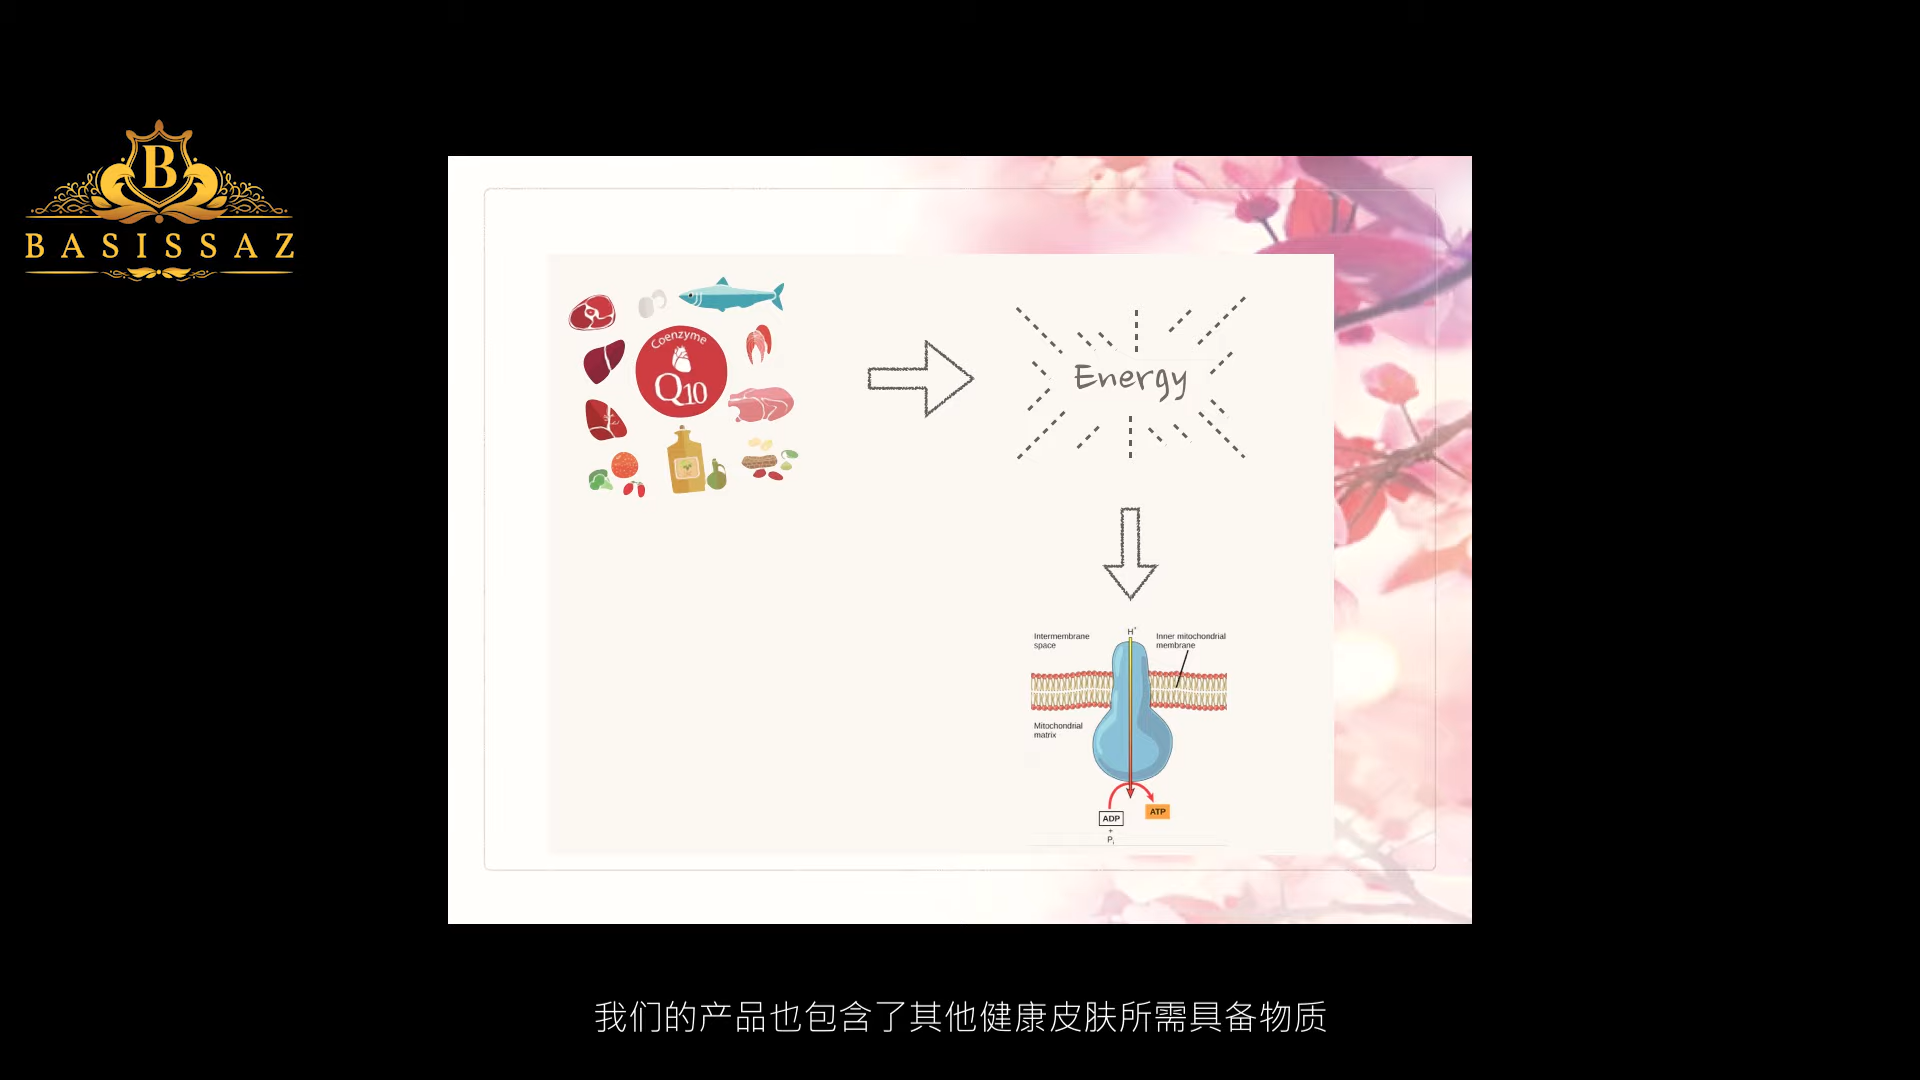 B
BASISSAZ
Coenzyme
Q10
Energy
Intermembrane
space
H+
Inner mitochondrial
membrane
Mitochondrial
matrix
ADP
ATP
+
Pi
我们的产品也包含了其他健康皮肤所需具备物质